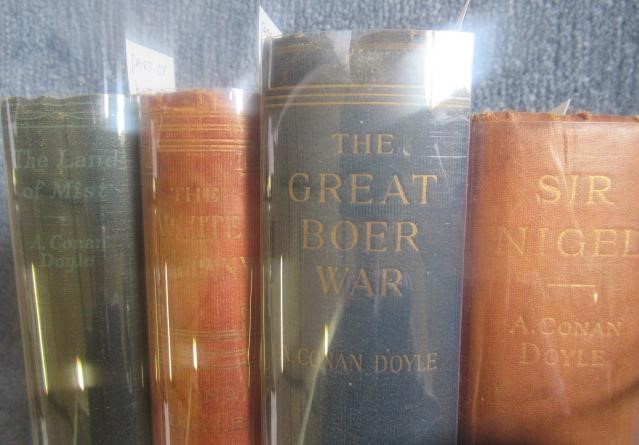 The Land
of Mist
A. Conan
Doyle
THE
WHITE
COMPANY
DOYLE
THE
GREAT
BOER
WAR
A. CONAN DOYLE
SIR
NIGEL
A. CONAN
DOYLE